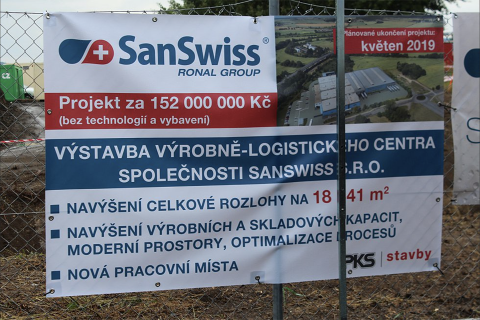 SanSwiss
RONAL GROUP
Plánované ukončení projektu:
květen 2019
Projekt za 152 000 000 Kč
(bez technologií a vybavení)
VÝSTAVBA VÝROBNĚ-LOGISTICKÉHO CENTRA
SPOLEČNOSTI SANSWISS S.R.O.
NAVÝŠENÍ CELKOVÉ ROZLOHY NA 18 41 m²
NAVÝŠENÍ VÝROBNÍCH A SKLADOVÝCH KAPACIT,
MODERNÍ PROSTORY, OPTIMALIZACE PROCESŮ
NOVÁ PRACOVNÍ MÍSTA
PKS stavby